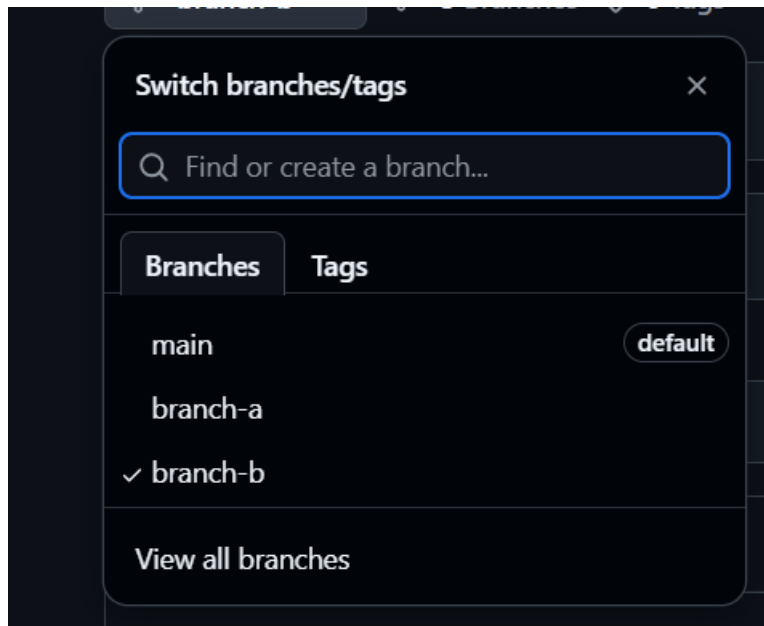 Switch branches/tags
Find or create a branch...
Branches Tags
main default
branch-a
branch-b
View all branches